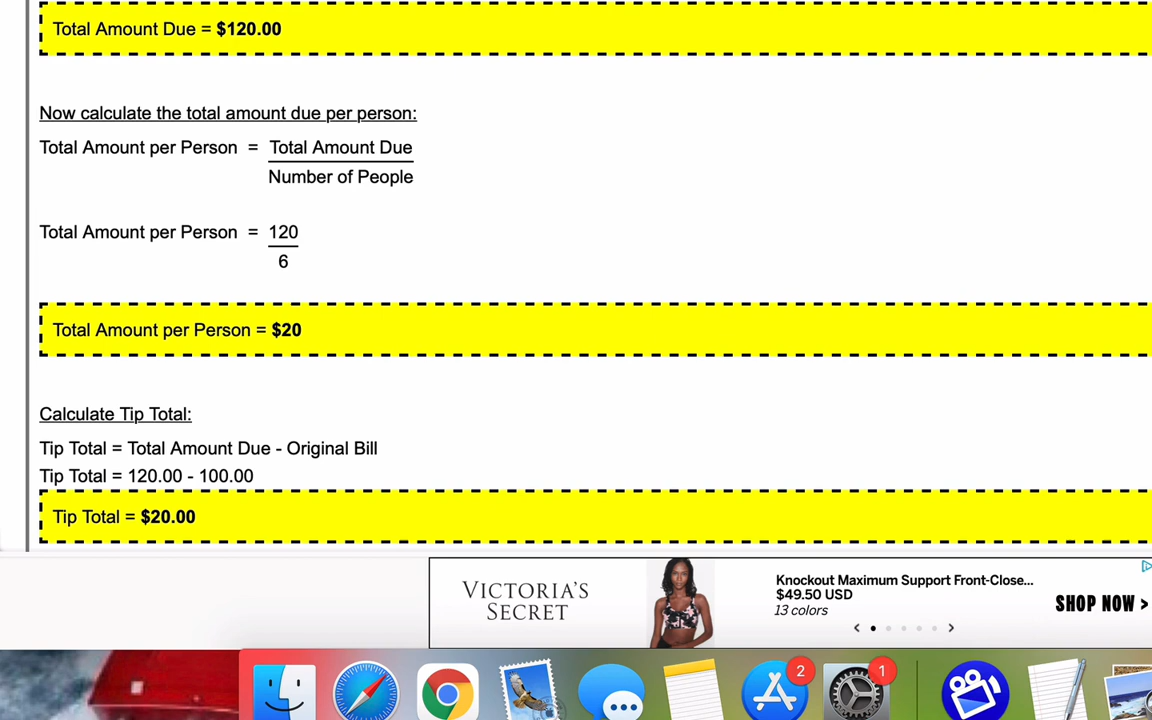 Total Amount Due = $120.00
Now calculate the total amount due per person:
Total Amount per Person = Total Amount Due
Number of People
Total Amount per Person = 120
6
Total Amount per Person = $20
Calculate Tip Total:
Tip Total = Total Amount Due - Original Bill
Tip Total = 120.00 - 100.00
Tip Total = $20.00
VICTORIA'S
SECRET
Knockout Maximum Support Front-Close...
$49.50 USD
13 colors
SHOP NOW >
2
1